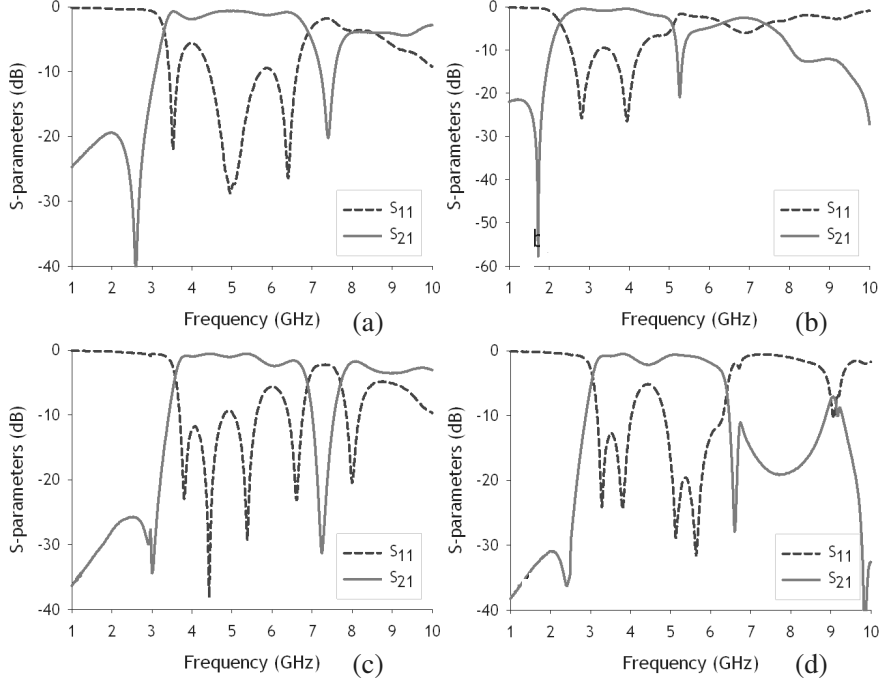 0
-10
-20
-30
-40
S-parameters (dB)
S11
S21
1 2 3 4 5 6 7 8 9 10
Frequency (GHz)
(a)
0
-10
-20
-30
-40
-50
-60
S-parameters (dB)
S11
S21
1 2 3 4 5 6 7 8 9 10
Frequency (GHz)
(b)
0
-10
-20
-30
-40
S-parameters (dB)
S11
S21
1 2 3 4 5 6 7 8 9 10
Frequency (GHz)
(c)
0
-10
-20
-30
-40
S-parameters (dB)
S11
S21
1 2 3 4 5 6 7 8 9 10
Frequency (GHz)
(d)